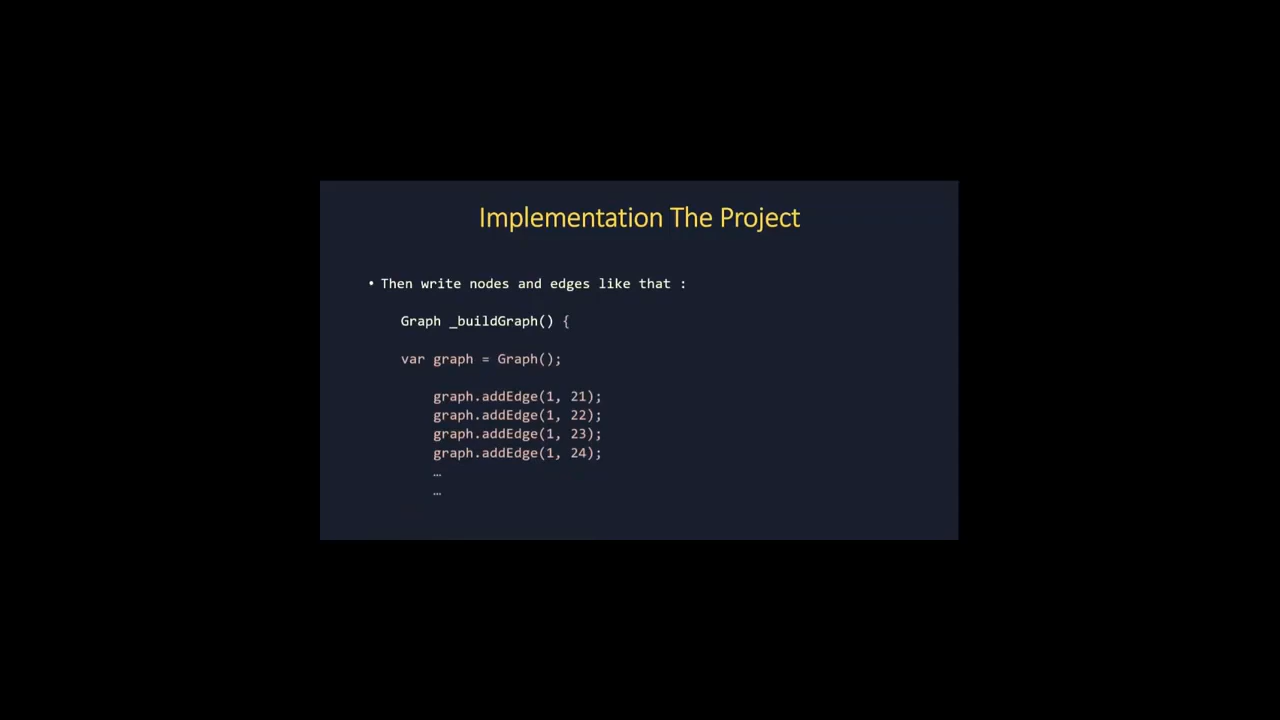 Implementation The Project
• Then write nodes and edges like that :
Graph _buildGraph() {
var graph = Graph();
graph.addEdge(1, 21);
graph.addEdge(1, 22);
graph.addEdge(1, 23);
graph.addEdge(1, 24);
…
…